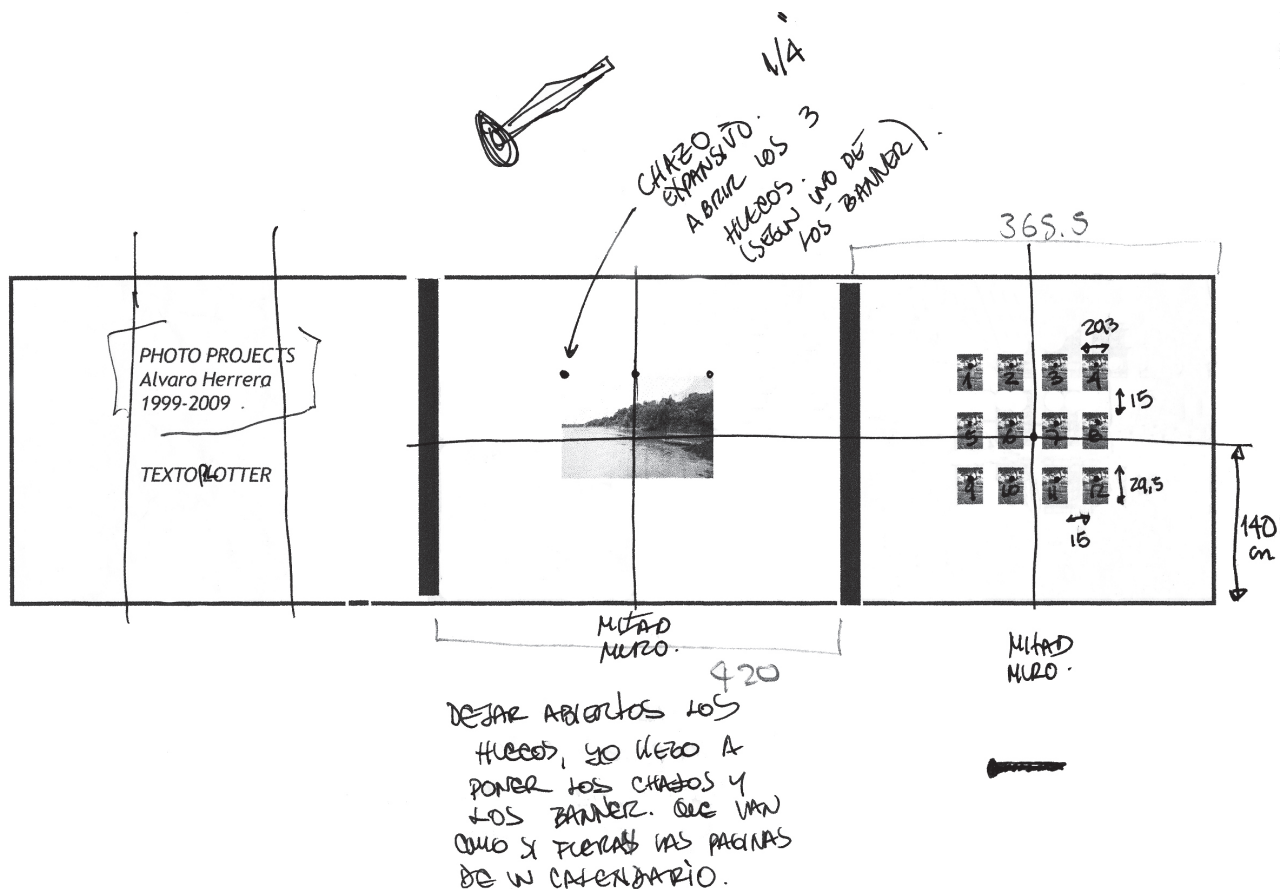 1/4"
CHAZO
EXPANSIVO.
ABRIR LOS 3
HUECOS.
(SEGUN UNO DE
LOS BANNER).
365.5
PHOTO PROJECTS
Alvaro Herrera
1999-2009
TEXTO PLOTTER
1 2 3 4
5 6 7 8
9 10 11 12
20,3
15
29,5
15
140
cm
MITAD
MURO.
420
MITAD
MURO.
DEJAR ABIERTOS LOS
HUECOS, YO LLEGO A
PONER LOS CHAZOS Y
LOS BANNER. QUE VAN
COMO SI FUERAN LAS PAGINAS
DE UN CALENDARIO.